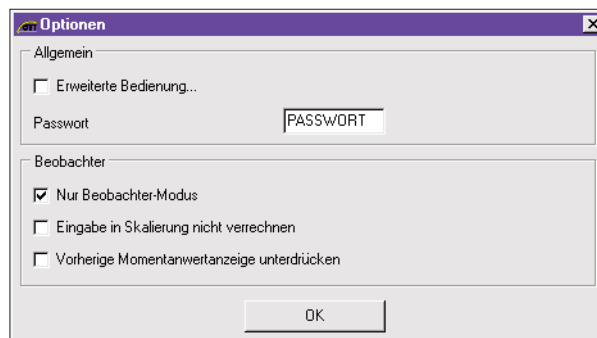 OTT Optionen
Allgemein
Erweiterte Bedienung...
Passwort PASSWORT
Beobachter
Nur Beobachter-Modus
Eingabe in Skalierung nicht verrechnen
Vorherige Momentanwertanzeige unterdrücken
OK